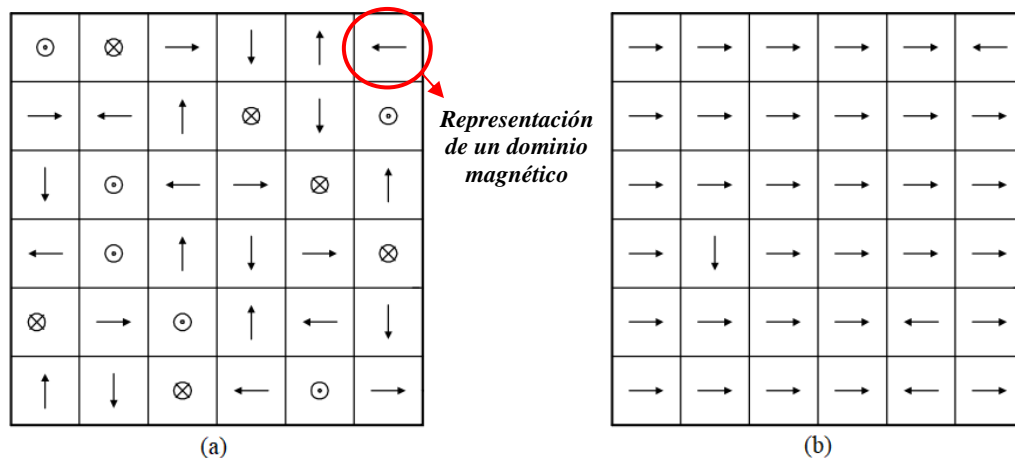 Representación
de un dominio
magnético
(a)
(b)